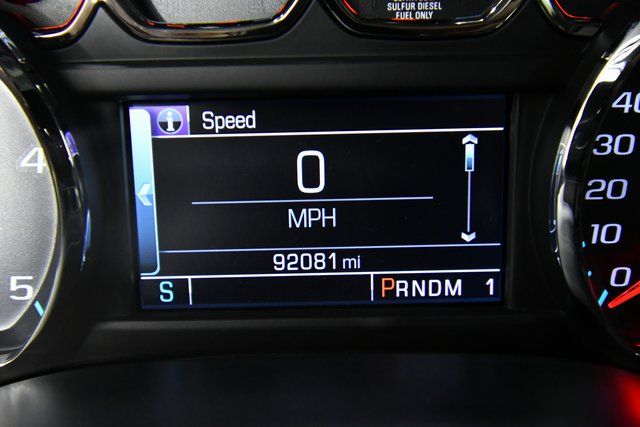 SULFUR DIESEL
FUEL ONLY
i Speed
0
MPH
92081 mi
S PRNDM 1
4
5
40
30
20
10
0